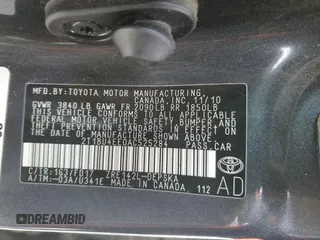 MFD.BY:TOYOTA MOTOR MANUFACTURING
CANADA,INC. 11/10
GVWR 3840 LB GAWR FR 2090LB RR 1850LB
THIS VEHICLE CONFORMS TO ALL APPLICABLE
FEDERAL MOTOR VEHICLE SAFETY, BUMPER, AND
THEFT PREVENTION STANDARDS IN EFFECT ON
THE DATE OF MANUFACTURE SHOWN ABOVE.
2T1BU4EE0AC525284 PASS.CAR
C/TR:1G3/FD17 ZRE142L-DEPSKA
A/TM:-03A/U341E MADE IN CANADA 112
TOYOTA
AD
DREAMBID